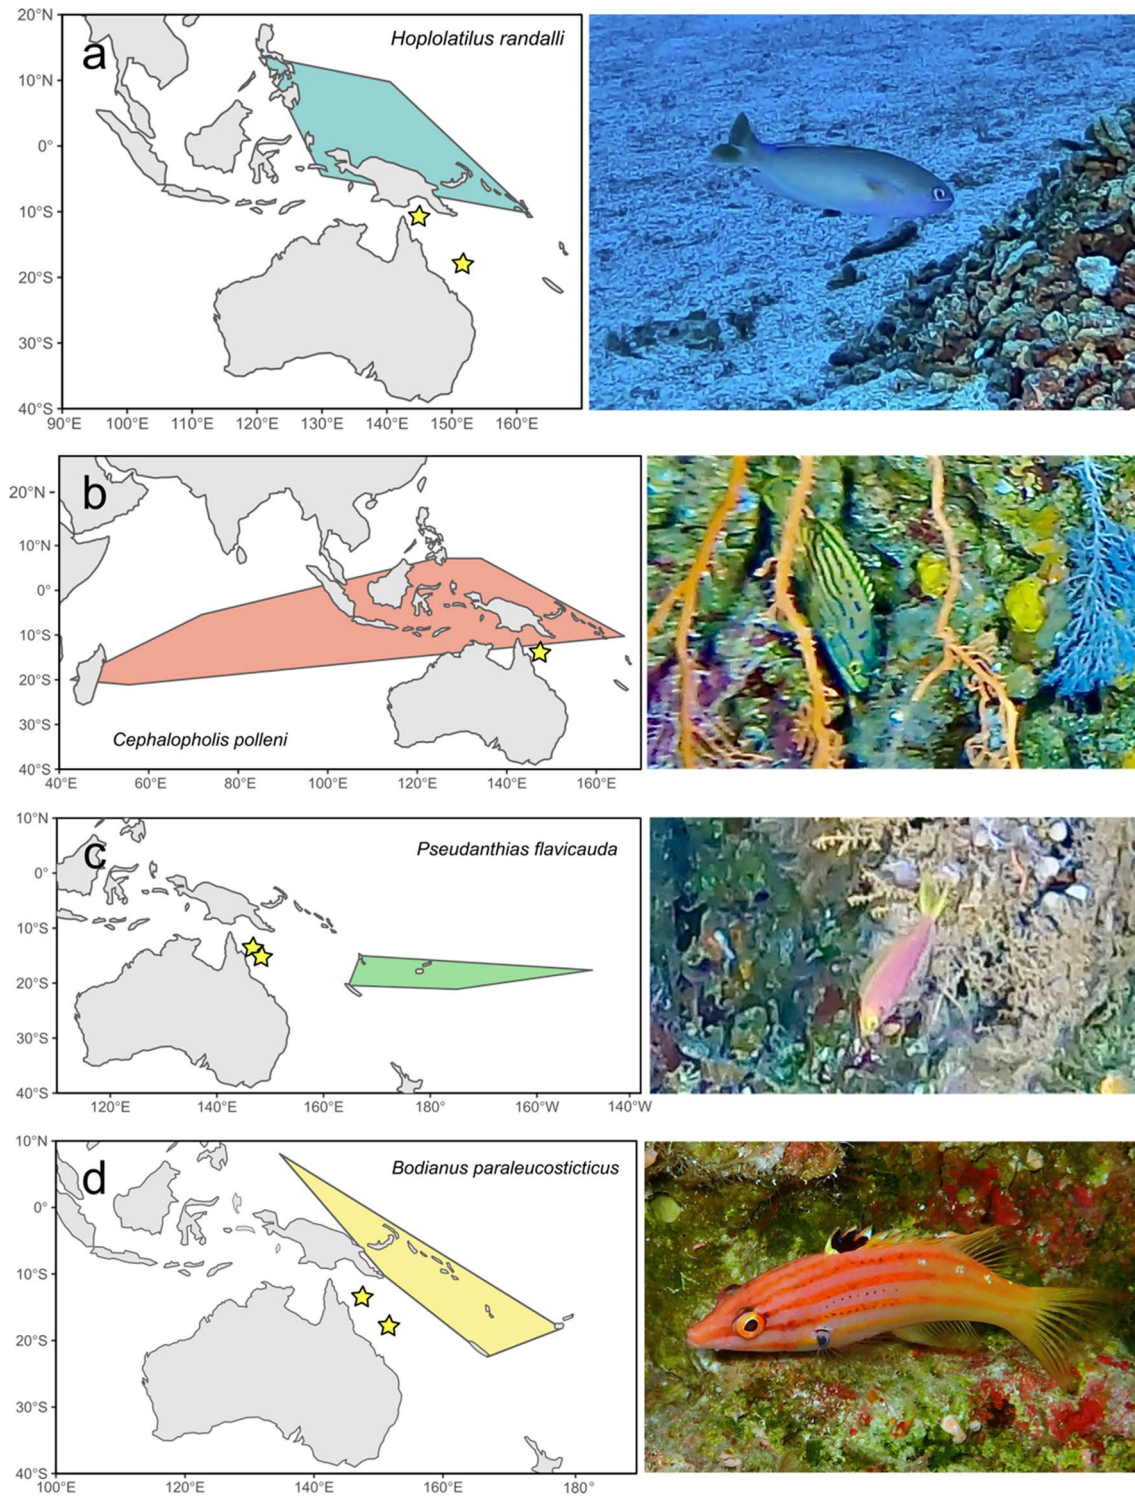 20°N
a
Hoplolatilus randalli
10°N
0°
10°S
20°S
30°S
40°S
90°E 100°E 110°E 120°E 130°E 140°E 150°E 160°E
b
20°N
10°N
0°
10°S
20°S
30°S
Cephalopholis polleni
40°S
40°E 60°E 80°E 100°E 120°E 140°E 160°E
10°N
c
Pseudanthias flavicauda
0°
10°S
20°S
30°S
40°S
120°E 140°E 160°E 180°E 160°W 140°W
10°N
d
Bodianus paraleucosticticus
0°
10°S
20°S
30°S
40°S
100°E 120°E 140°E 160°E 180°